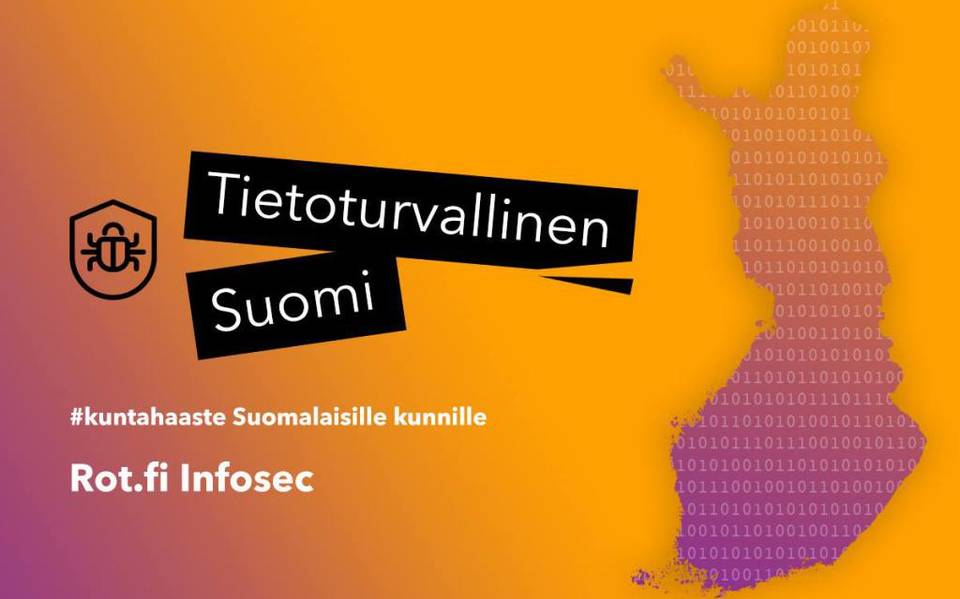 Tietoturvallinen
Suomi
#kuntahaaste Suomalaisille kunnille
Rot.fi Infosec